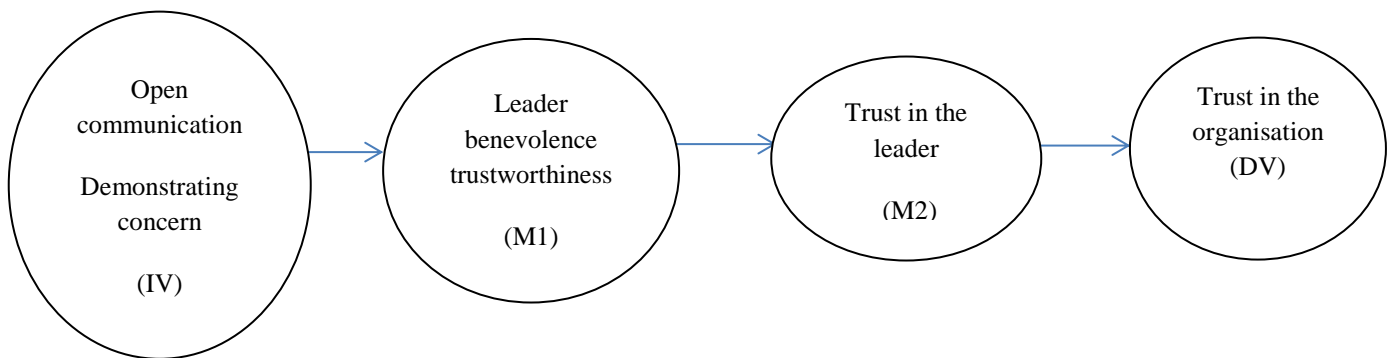 Open
communication
Demonstrating
concern
(IV)
Leader
benevolence
trustworthiness
(M1)
Trust in the
leader
(M2)
Trust in the
organisation
(DV)